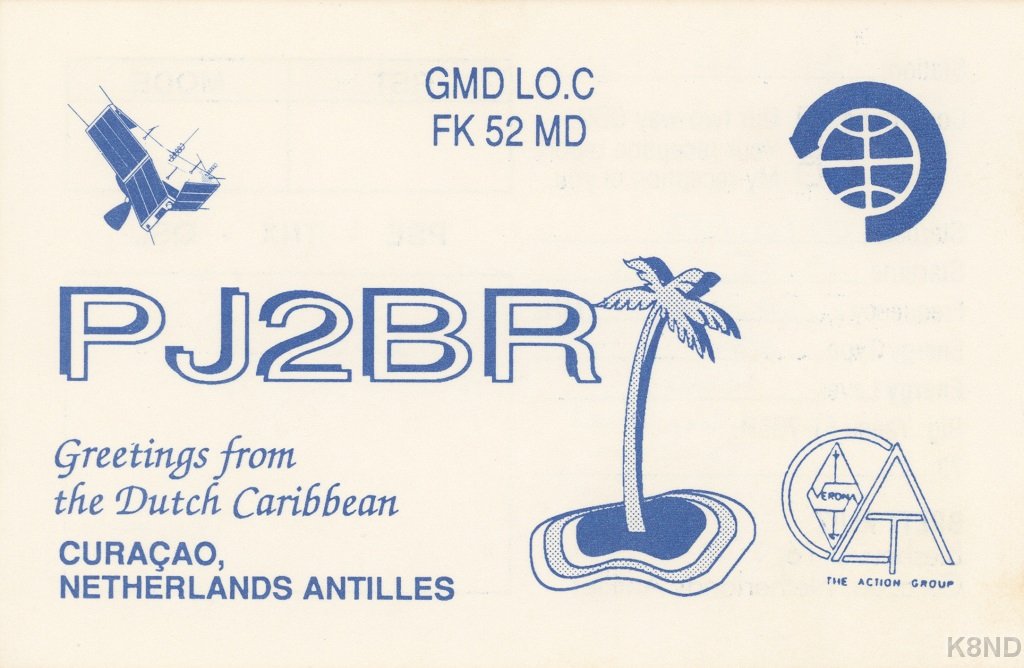 GMD LO.C
FK 52 MD
PJ2BR
Greetings from
the Dutch Caribbean
CURAÇAO,
NETHERLANDS ANTILLES
VERONA
CAT
THE ACTION GROUP
K8ND